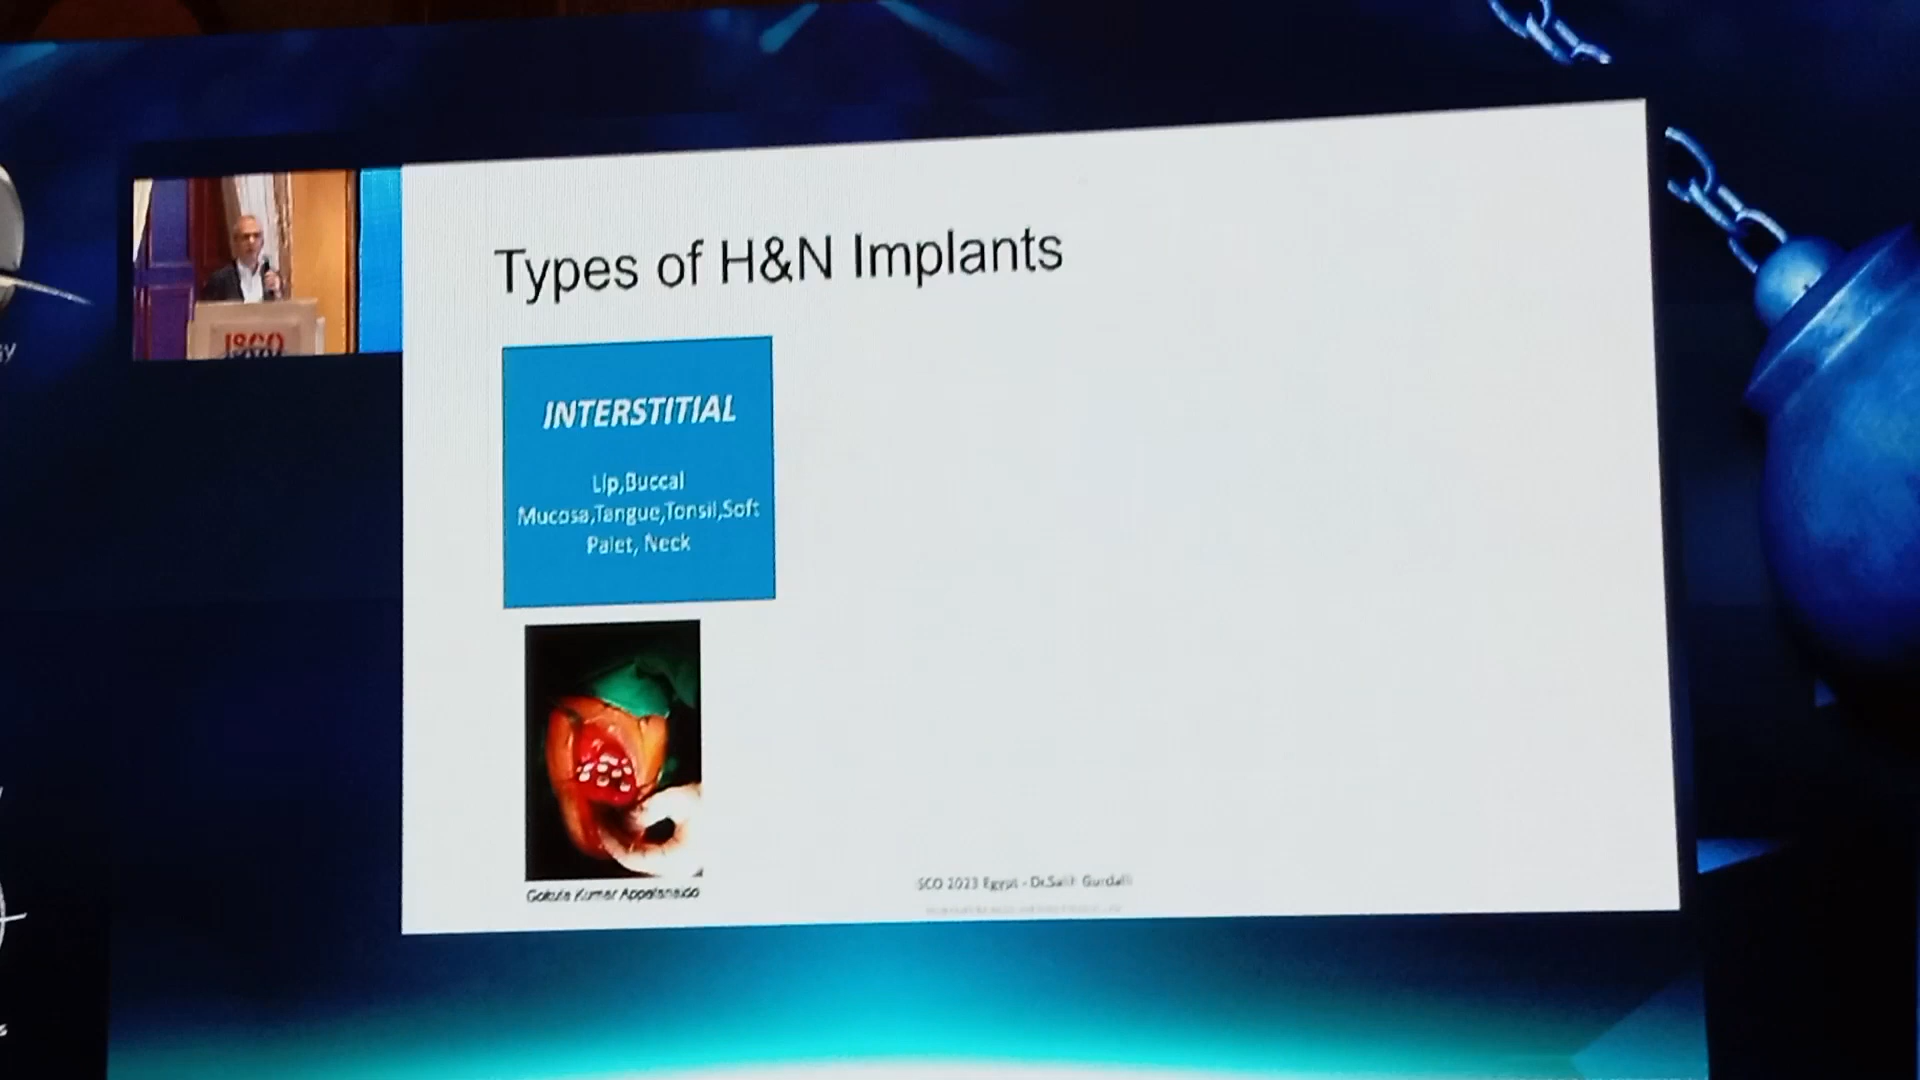 Types of H&N Implants
INTERSTITIAL
Lip,Buccal
Mucosa,Tangue,Tonsil,Soft
Palet, Neck
Gokula Kumar Appalanaido
SCO 2023 Egypt - Dr.Salih Gurdalli